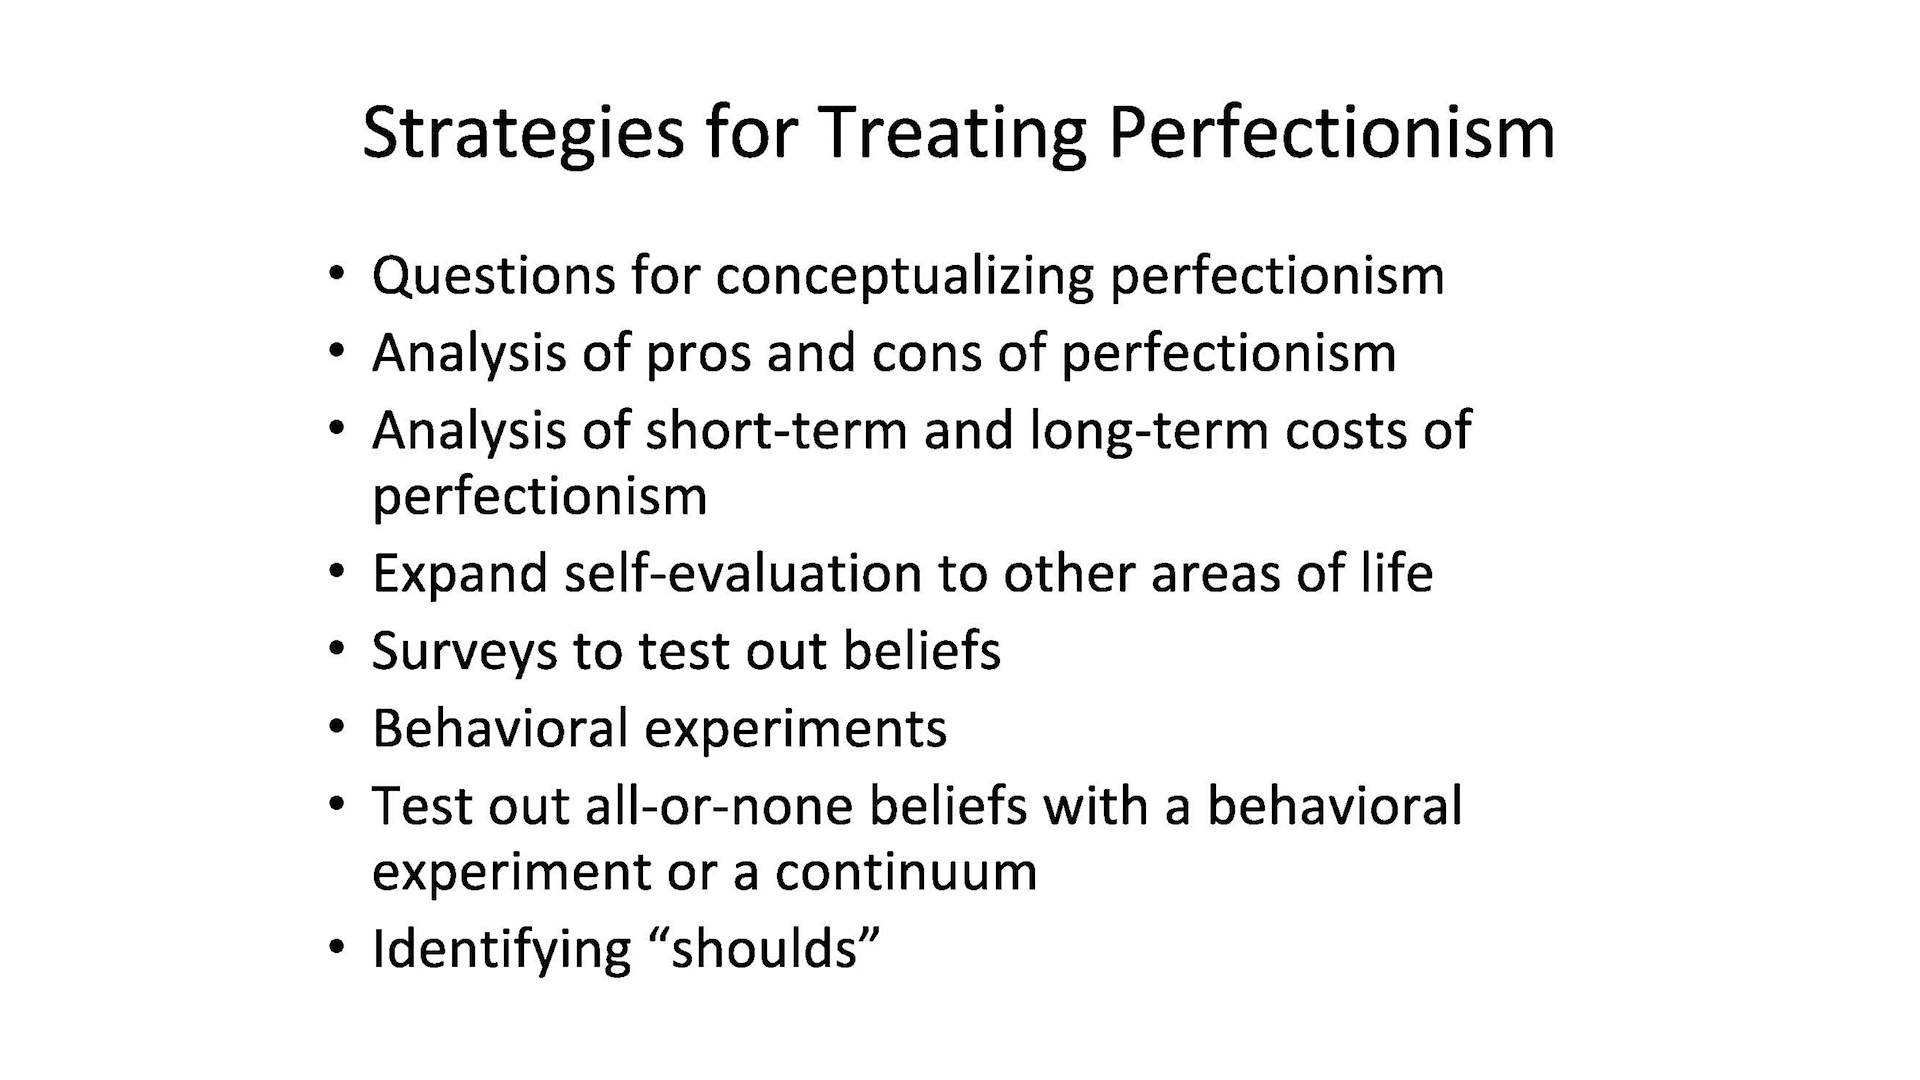 Strategies for Treating Perfectionism
• Questions for conceptualizing perfectionism
• Analysis of pros and cons of perfectionism
• Analysis of short-term and long-term costs of
perfectionism
• Expand self-evaluation to other areas of life
• Surveys to test out beliefs
• Behavioral experiments
• Test out all-or-none beliefs with a behavioral
experiment or a continuum
• Identifying “shoulds”